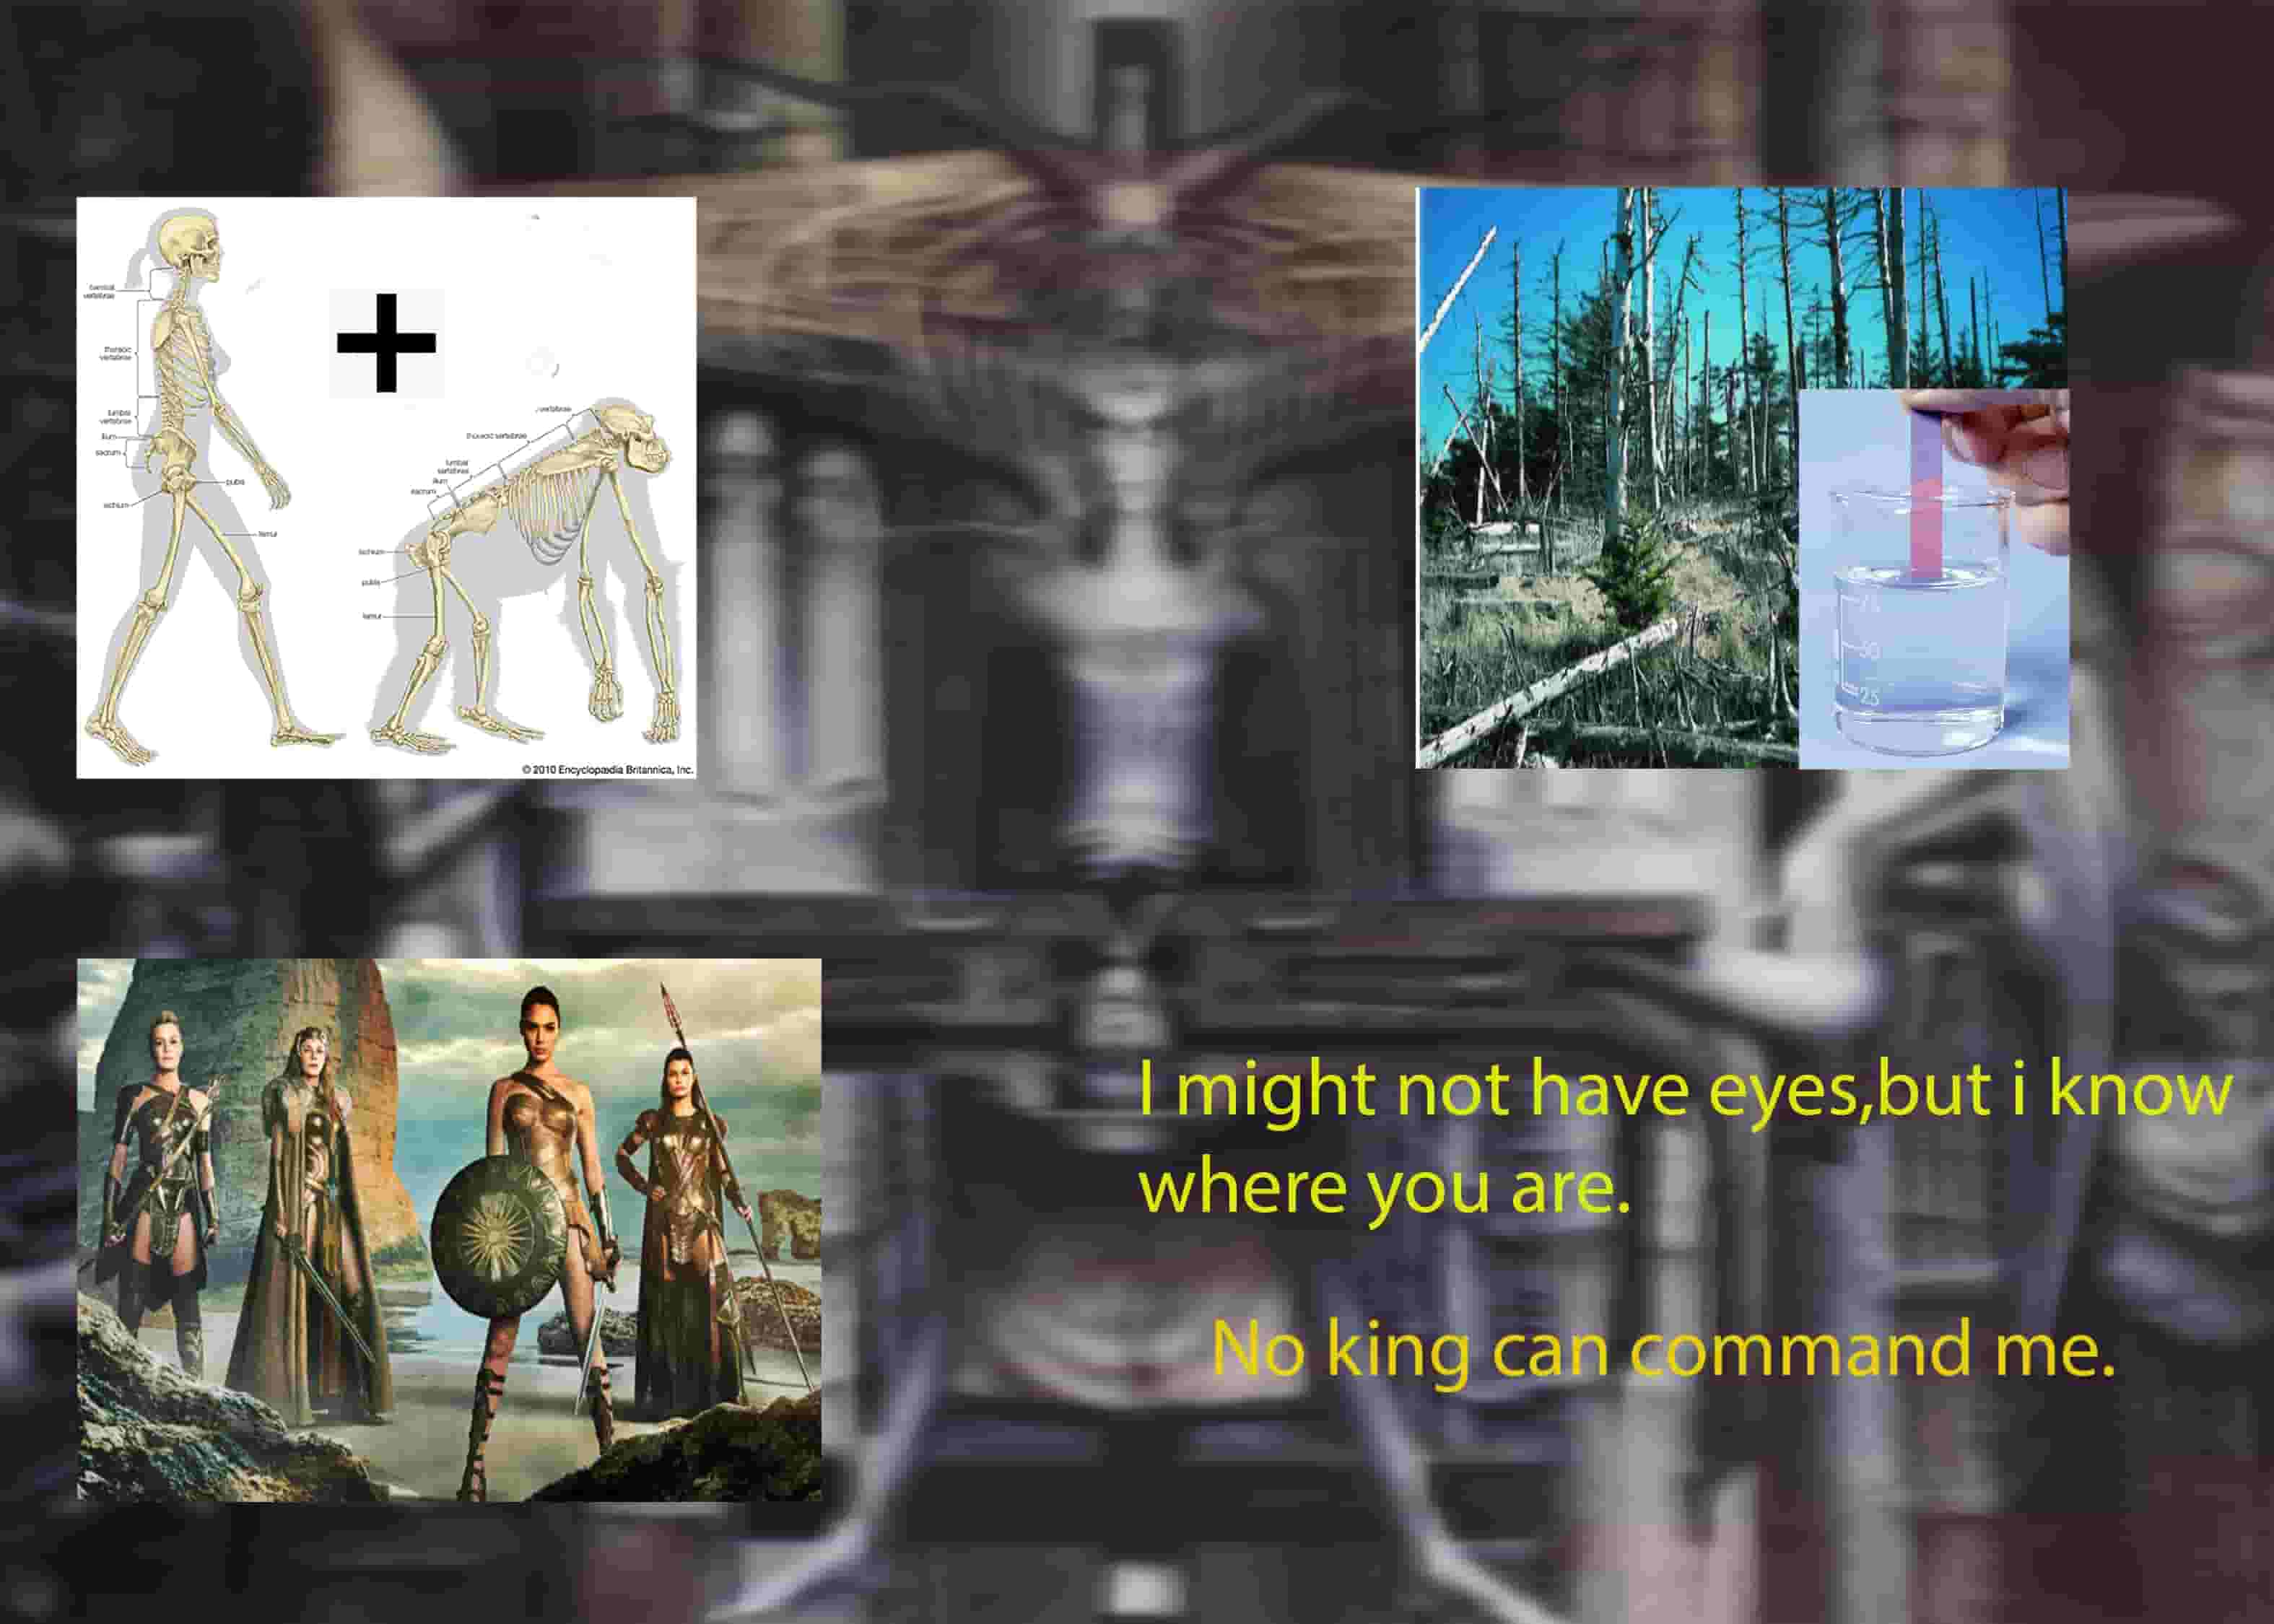 cervical
vertebrae
thoracic
vertebrae
lumbar
vertebrae
ilium
sacrum
pubis
ischium
femur
vertebrae
thoracic vertebrae
lumbar
vertebrae
ilium
sacrum
ischium
pubis
femur
© 2010 Encyclopædia Britannica, Inc.
50
25
I might not have eyes,but i know
where you are.
No king can command me.